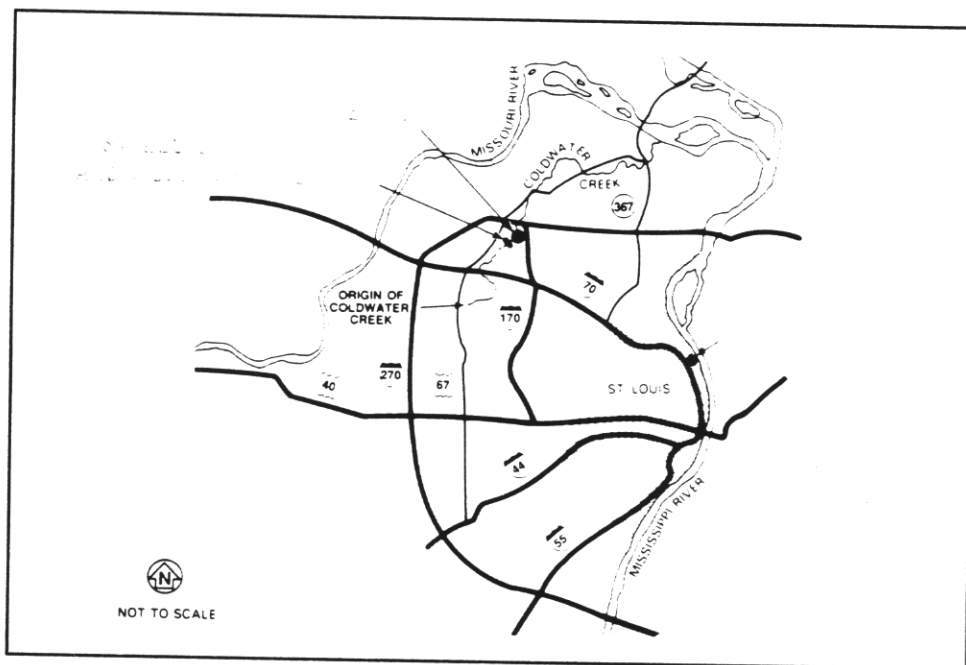 MISSOURI RIVER
COLDWATER
CREEK
367
ORIGIN OF
COLDWATER
CREEK
70
170
40
270
67
ST LOUIS
44
55
MISSISSIPPI RIVER
N
NOT TO SCALE